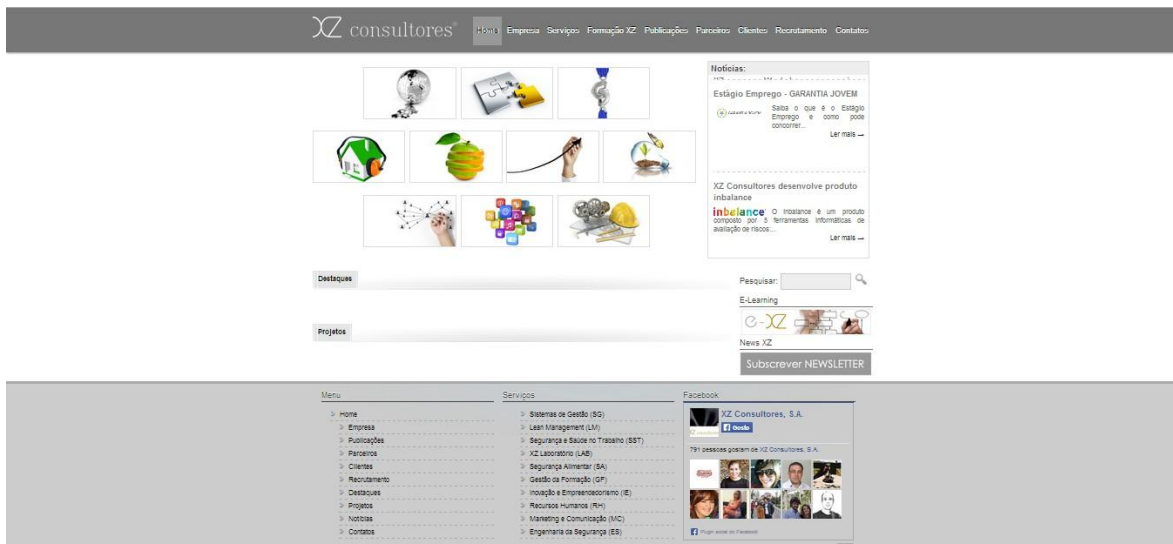 XZ consultores®
Home Empresa Serviços Formação XZ Publicações Parceiros Clientes Recrutamento Contatos
Notícias:
Estágio Emprego - GARANTIA JOVEM
GARANTIA JOVEM
Saiba o que é o Estágio
Emprego e como pode
concorrer...
Ler mais →
XZ Consultores desenvolve produto
inbalance
inbalance O inbalance é um produto
composto por 5 ferramentas informáticas de
avaliação de riscos:...
Ler mais →
Destaques
Projetos
Pesquisar:
E-Learning
e-XZ
News XZ
Subscrever NEWSLETTER
Menu
Home
Empresa
Publicações
Parceiros
Clientes
Recrutamento
Destaques
Projetos
Notícias
Contatos
Serviços
Sistemas de Gestão (SG)
Lean Management (LM)
Segurança e Saúde no Trabalho (SST)
XZ Laboratório (LAB)
Segurança Alimentar (SA)
Gestão da Formação (GF)
Inovação e Empreendedorismo (IE)
Recursos Humanos (RH)
Marketing e Comunicação (MC)
Engenharia da Segurança (ES)
Facebook
XZ Consultores, S.A.
Gosto
791 pessoas gostam de XZ Consultores, S.A.
Plugin social do Facebook